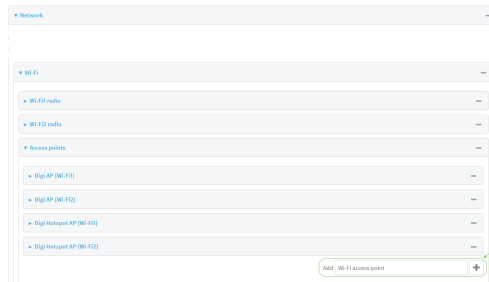 Network
Wi-Fi
Wi-Fi1 radio
Wi-Fi2 radio
Access points
Digi AP (Wi-Fi1)
Digi AP (Wi-Fi2)
Digi Hotspot AP (Wi-Fi1)
Digi Hotspot AP (Wi-Fi2)
Add Wi-Fi access point